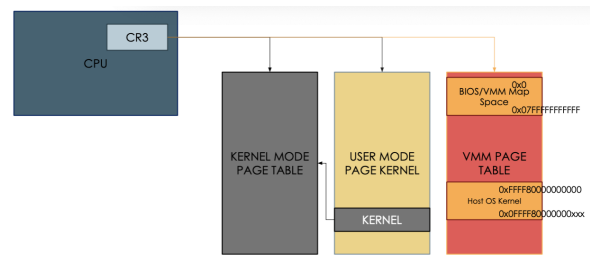 CR3
CPU
KERNEL MODE
PAGE TABLE
USER MODE
PAGE KERNEL
KERNEL
0x0
BIOS/VMM Map
Space
0x07FFFFFFFFFFF
VMM PAGE
TABLE
0xFFFF80000000000
Host OS Kernel
0x0FFFF80000000xxx